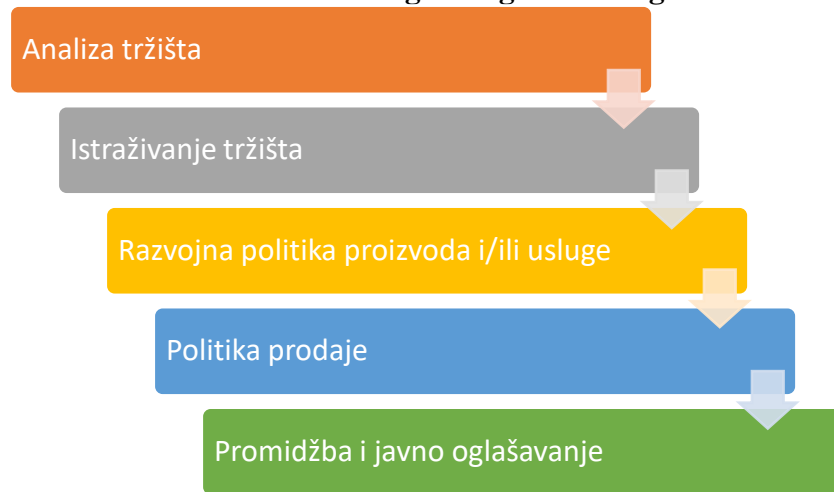 Analiza tržišta
Istraživanje tržišta
Razvojna politika proizvoda i/ili usluge
Politika prodaje
Promidžba i javno oglašavanje